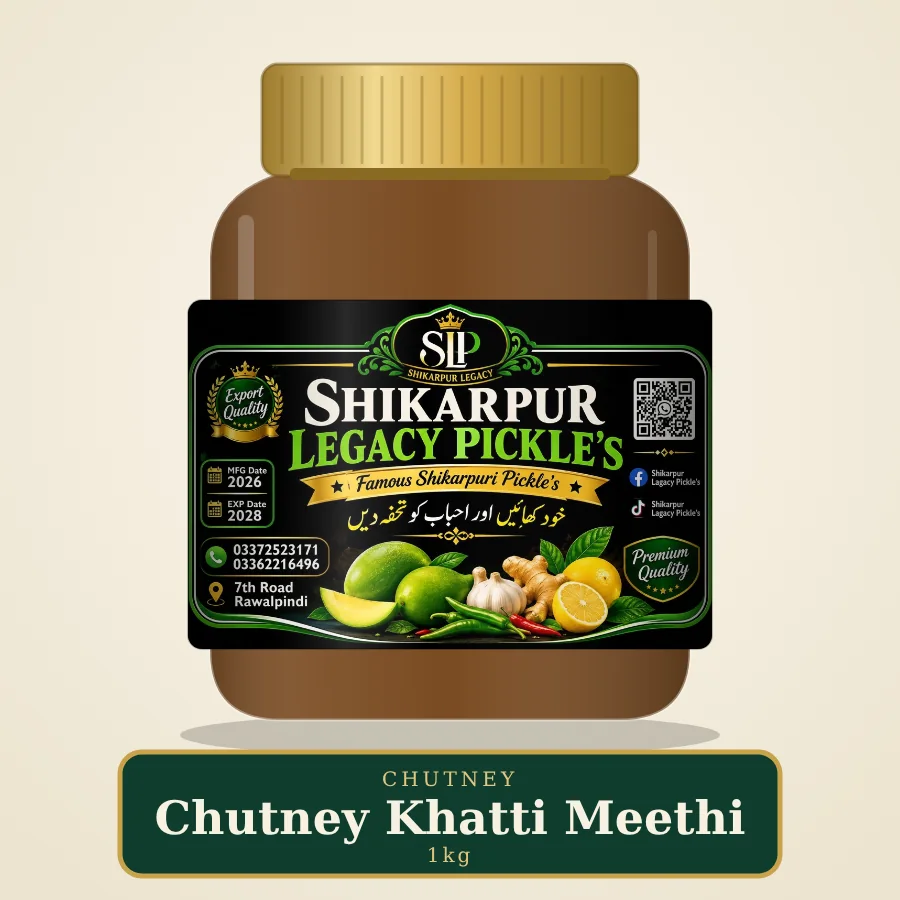 SLP
SHIKARPUR LEGACY
SHIKARPUR
LEGACY PICKLE'S
Famous Shikarpuri Pickle's
خود کھائیں اور احباب کو تحفہ دیں
Export
Quality
MFG Date
2026
EXP Date
2028
03372523171
03362216496
7th Road
Rawalpindi
Shikarpur
Legacy Pickle's
Shikarpur
Legacy Pickle's
Premium
Quality
CHUTNEY
Chutney Khatti Meethi
1kg